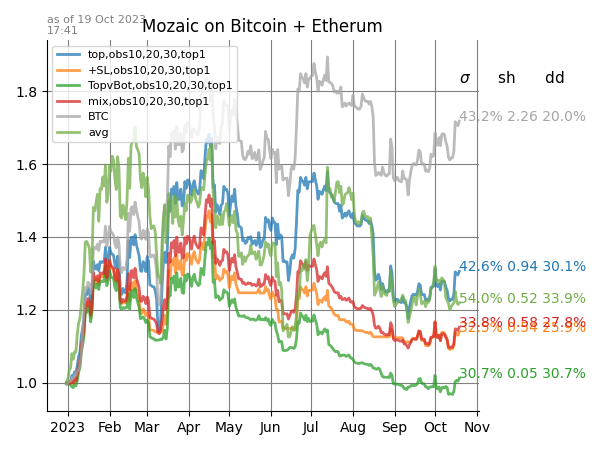 as of 19 Oct 2023
17:41
Mozaic on Bitcoin + Etherum
top,obs10,20,30,top1
+SL,obs10,20,30,top1
TopvBot,obs10,20,30,top1
mix,obs10,20,30,top1
BTC
avg
σ sh dd
43.2% 2.26 20.0%
42.6% 0.94 30.1%
54.0% 0.52 33.9%
33.8% 0.58 27.8%
30.7% 0.05 30.7%
1.8
1.6
1.4
1.2
1.0
2023 Feb Mar Apr May Jun Jul Aug Sep Oct Nov